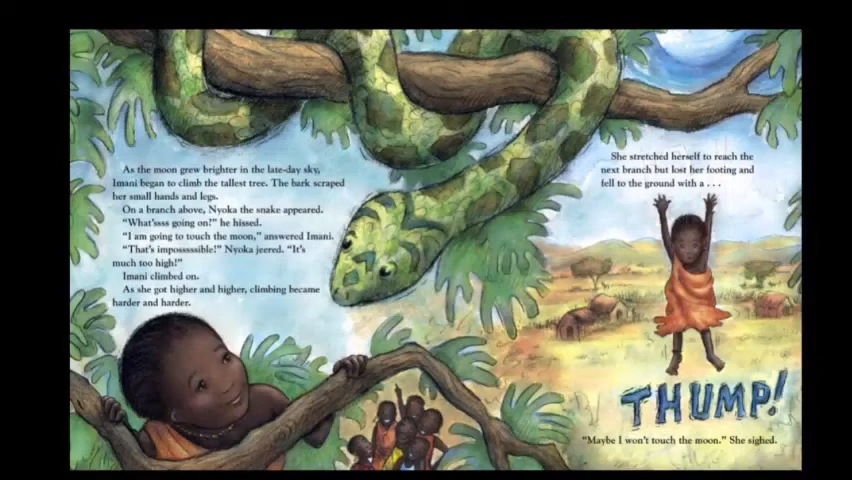 As the moon grew brighter in the late-day sky,
Imani began to climb the tallest tree. The bark scraped
her small hands and legs.
On a branch above, Nyoka the snake appeared.
“What’sss going on?” he hissed.
“I am going to touch the moon,” answered Imani.
“That’s impossssible!” Nyoka jeered. “It’s
much too high!”
Imani climbed on.
As she got higher and higher, climbing became
harder and harder.
She stretched herself to reach the
next branch but lost her footing and
fell to the ground with a . . .
THUMP!
“Maybe I won’t touch the moon.” She sighed.